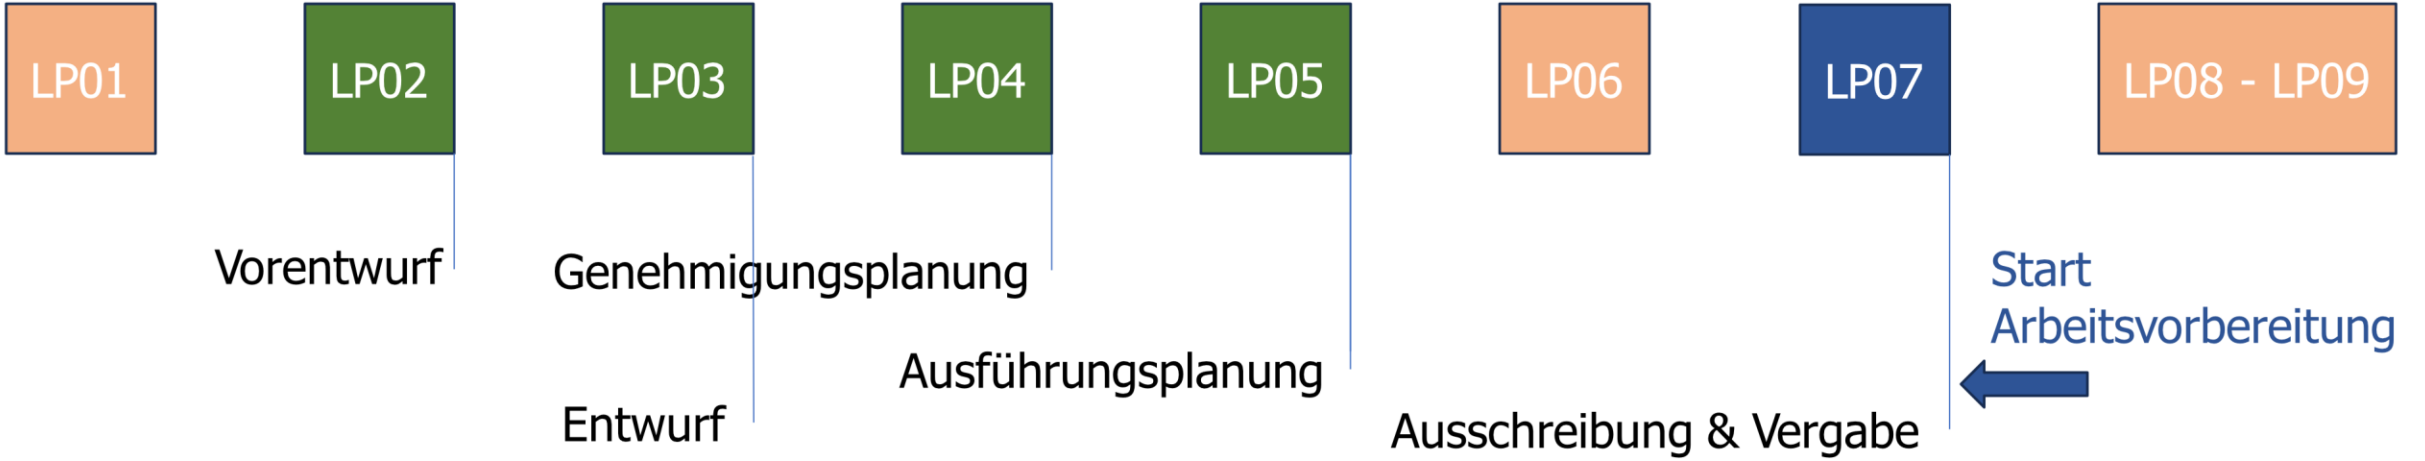 LP01
LP02
LP03
LP04
LP05
LP06
LP07
LP08 - LP09
Vorentwurf
Genehmigungsplanung
Start
Arbeitsvorbereitung
Ausführungsplanung
Entwurf
Ausschreibung & Vergabe